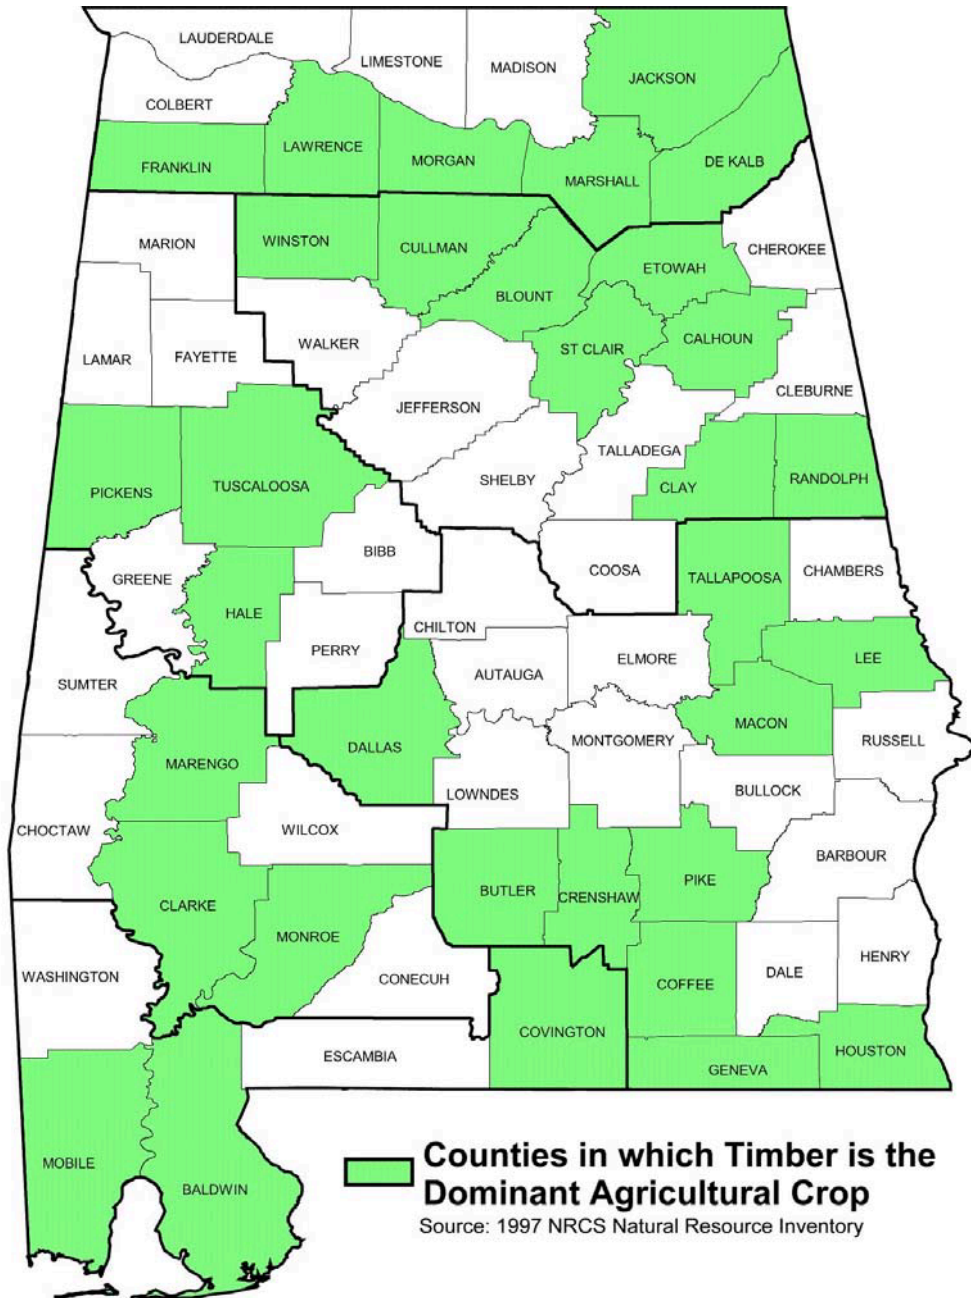 LAUDERDALE
LIMESTONE
MADISON
JACKSON
COLBERT
LAWRENCE
MORGAN
FRANKLIN
MARSHALL
DE KALB
MARION
WINSTON
CULLMAN
CHEROKEE
ETOWAH
BLOUNT
WALKER
ST CLAIR
CALHOUN
LAMAR
FAYETTE
CLEBURNE
JEFFERSON
TALLADEGA
SHELBY
RANDOLPH
PICKENS
TUSCALOOSA
CLAY
BIBB
GREENE
COOSA
TALLAPOOSA
CHAMBERS
HALE
CHILTON
PERRY
ELMORE
LEE
AUTAUGA
SUMTER
MACON
DALLAS
MONTGOMERY
RUSSELL
MARENGO
LOWNDES
BULLOCK
CHOCTAW
WILCOX
BARBOUR
CLARKE
BUTLER
CRENSHAW
PIKE
MONROE
WASHINGTON
CONECUH
COFFEE
DALE
HENRY
COVINGTON
ESCAMBIA
HOUSTON
GENEVA
MOBILE
BALDWIN
Counties in which Timber is the
Dominant Agricultural Crop
Source: 1997 NRCS Natural Resource Inventory